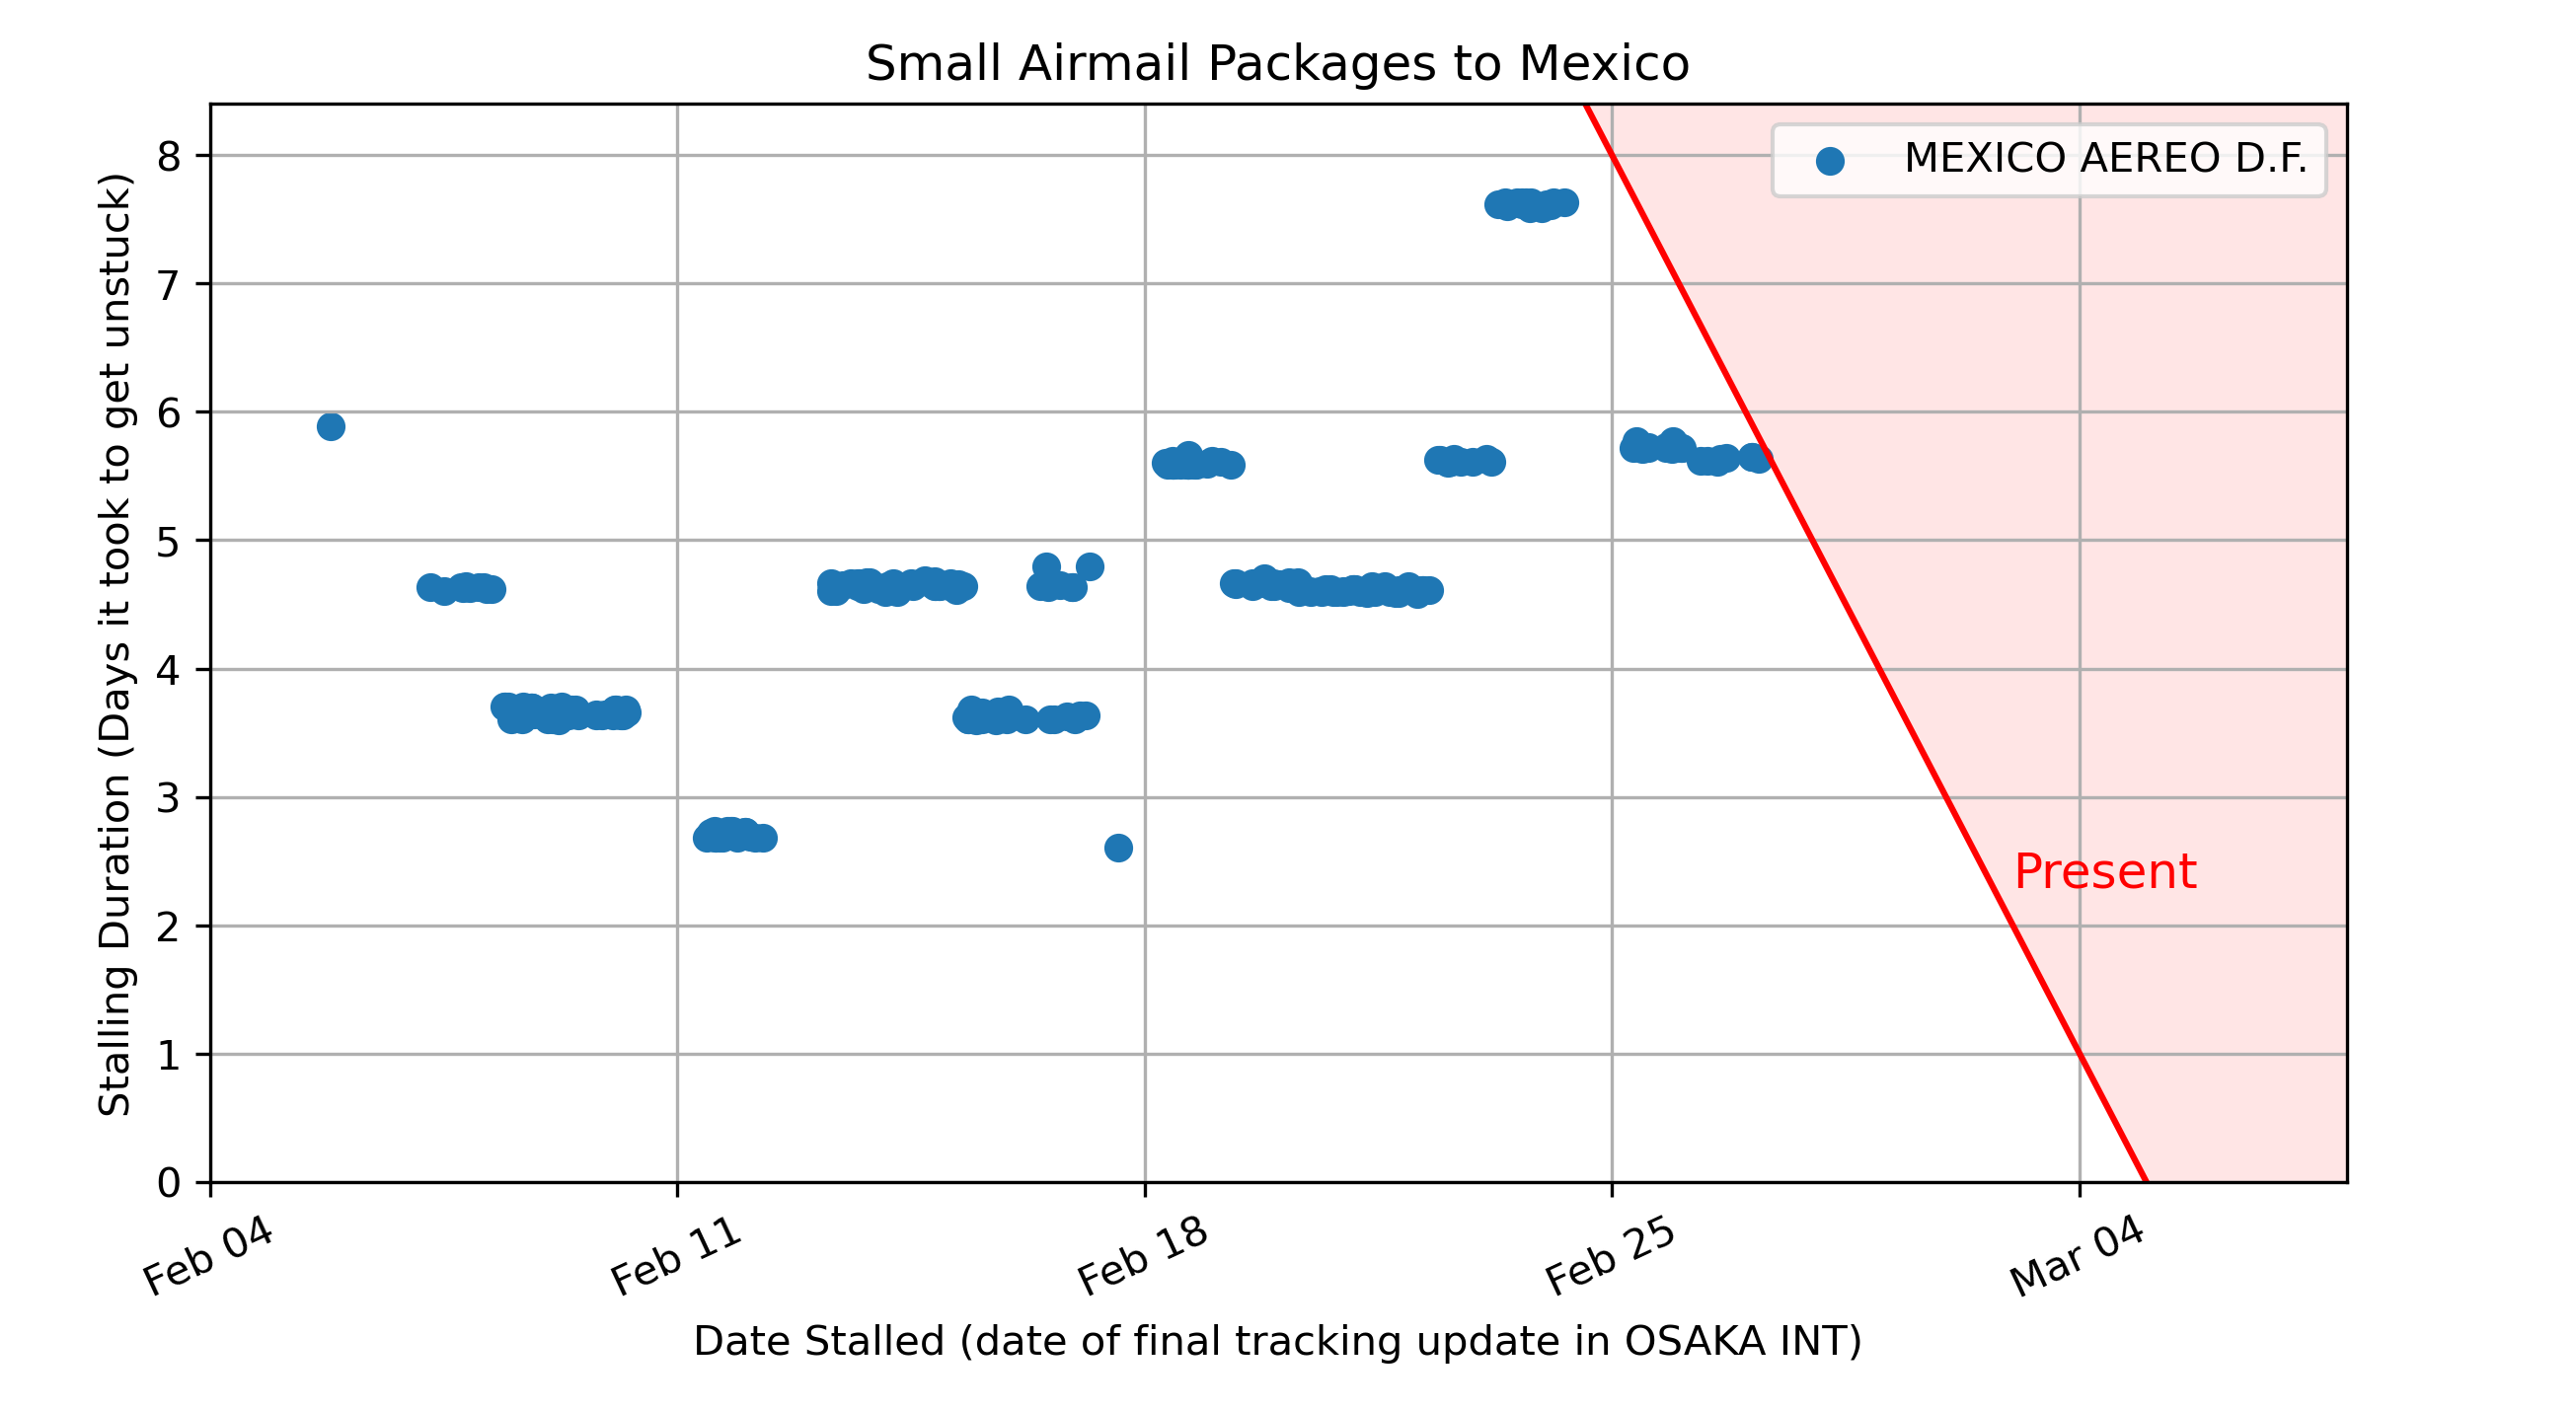 Small Airmail Packages to Mexico
MEXICO AEREO D.F.
Stalling Duration (Days it took to get unstuck)
8
7
6
5
4
3
2
1
0
Present
Feb 04
Feb 11
Feb 18
Feb 25
Mar 04
Date Stalled (date of final tracking update in OSAKA INT)